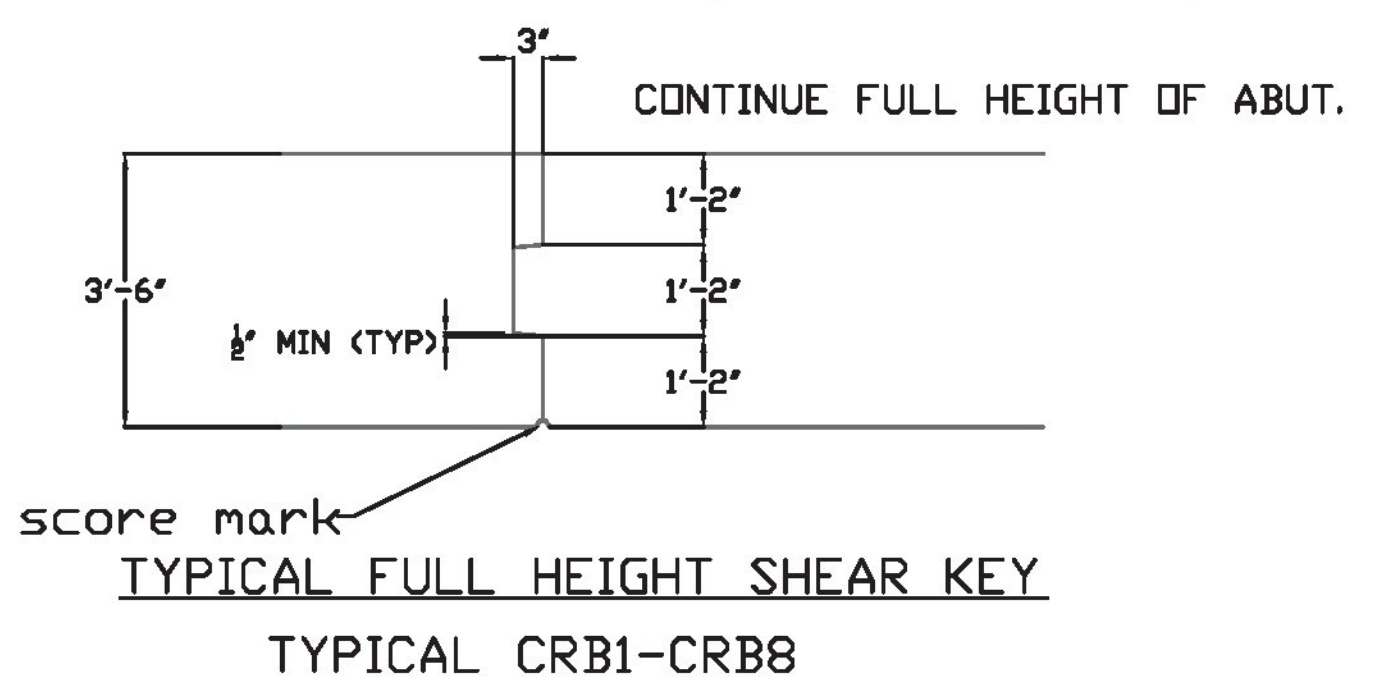 3"
CONTINUE FULL HEIGHT OF ABUT.
1'-2"
3'-6"
1'-2"
½" MIN (TYP)
1'-2"
score mark
TYPICAL FULL HEIGHT SHEAR KEY
TYPICAL CRB1-CRB8